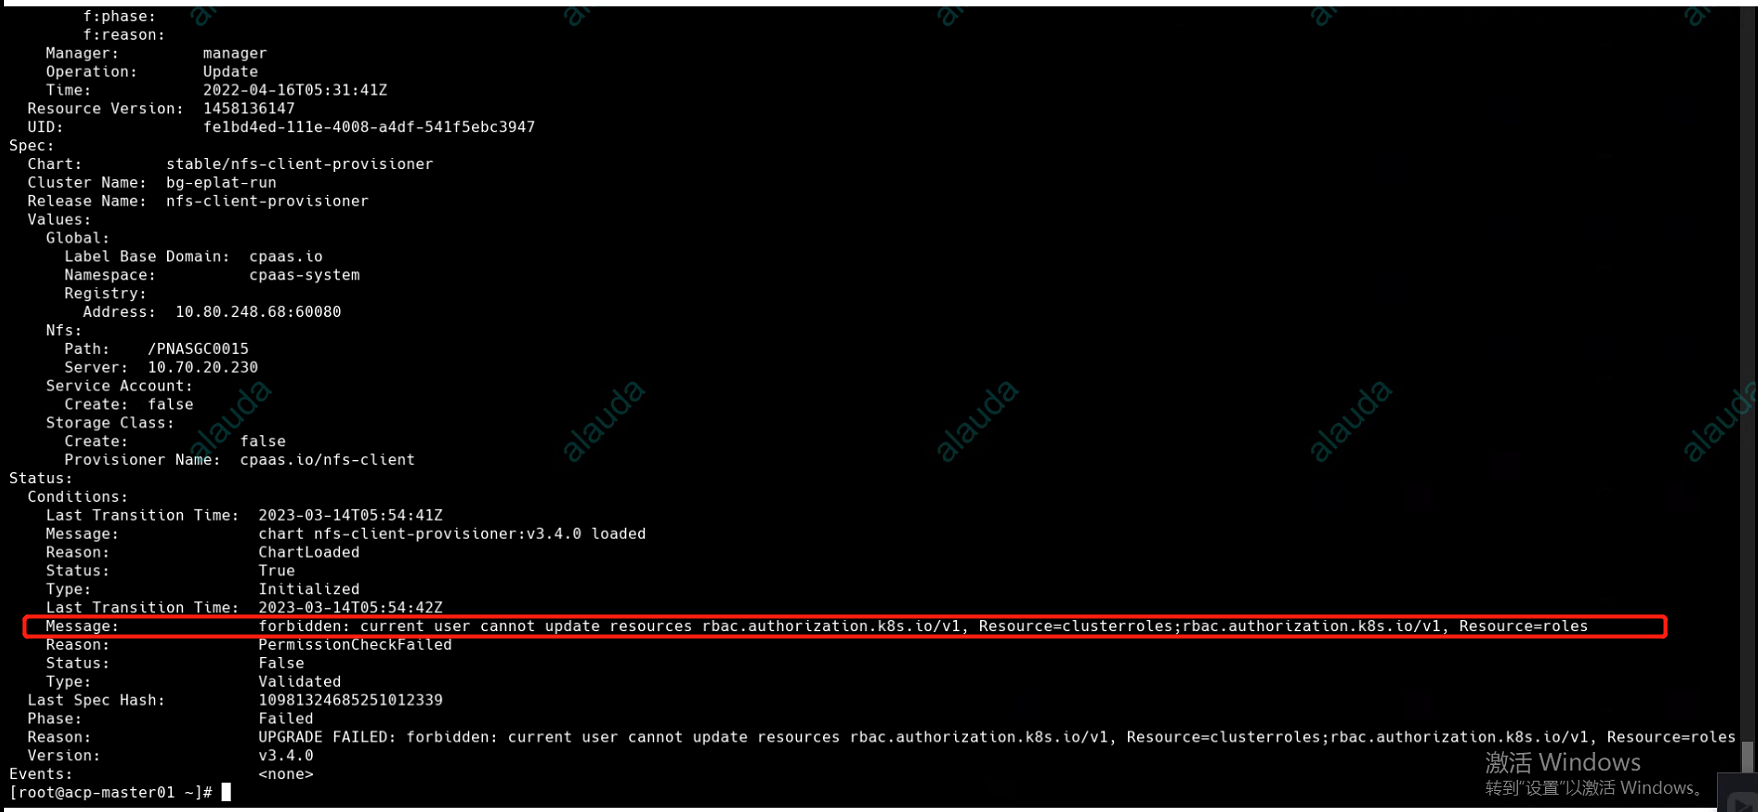 f:phase:
f:reason:
Manager: manager
Operation: Update
Time: 2022-04-16T05:31:41Z
Resource Version: 1458136147
UID: fe1bd4ed-111e-4008-a4df-541f5ebc3947
Spec:
Chart: stable/nfs-client-provisioner
Cluster Name: bg-eplat-run
Release Name: nfs-client-provisioner
Values:
Global:
Label Base Domain: cpaas.io
Namespace: cpaas-system
Registry:
Address: 10.80.248.68:60080
Nfs:
Path: /PNASGC0015
Server: 10.70.20.230
Service Account:
Create: false
Storage Class:
Create: false
Provisioner Name: cpaas.io/nfs-client
Status:
Conditions:
Last Transition Time: 2023-03-14T05:54:41Z
Message: chart nfs-client-provisioner:v3.4.0 loaded
Reason: ChartLoaded
Status: True
Type: Initialized
Last Transition Time: 2023-03-14T05:54:42Z
Message: forbidden: current user cannot update resources rbac.authorization.k8s.io/v1, Resource=clusterroles;rbac.authorization.k8s.io/v1, Resource=roles
Reason: PermissionCheckFailed
Status: False
Type: Validated
Last Spec Hash: 10981324685251012339
Phase: Failed
Reason: UPGRADE FAILED: forbidden: current user cannot update resources rbac.authorization.k8s.io/v1, Resource=clusterroles;rbac.authorization.k8s.io/v1, Resource=roles
Version: v3.4.0
Events: <none>
[root@acp-master01 ~]#
alauda
alauda
alauda
alauda
alauda
激活 Windows
转到“设置”以激活 Windows。